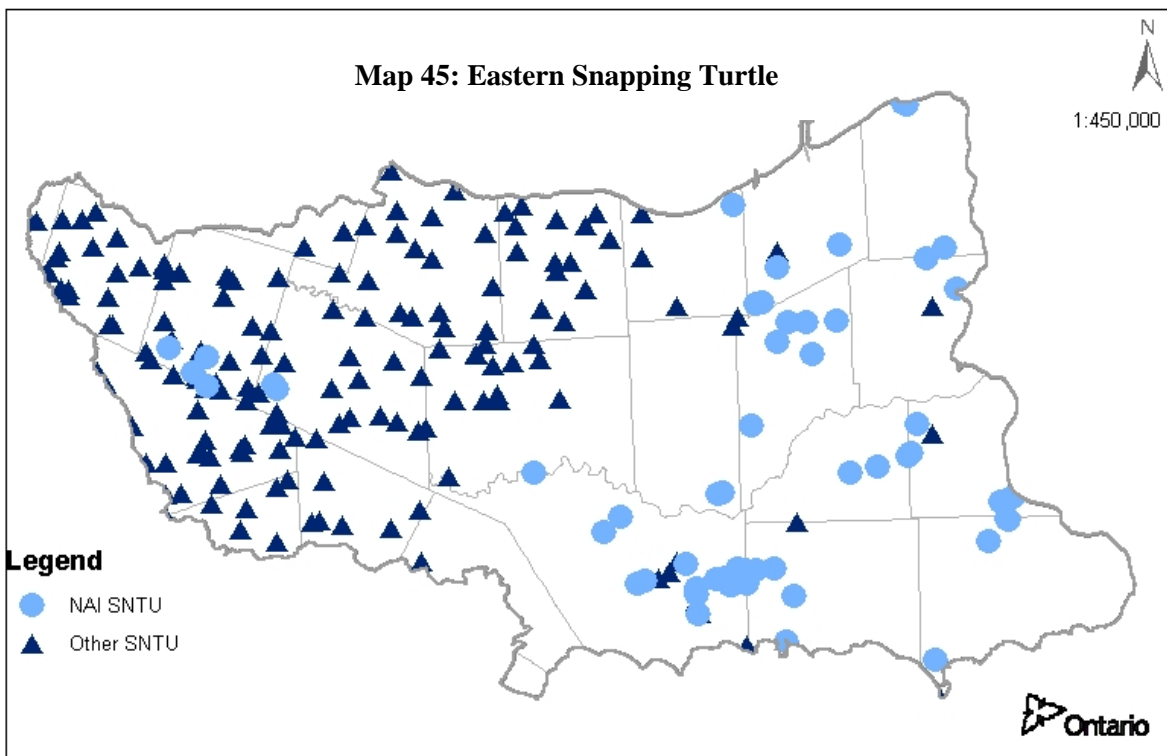 N
Map 45: Eastern Snapping Turtle
1:450,000
Legend
NAI SNTU
Other SNTU
Ontario